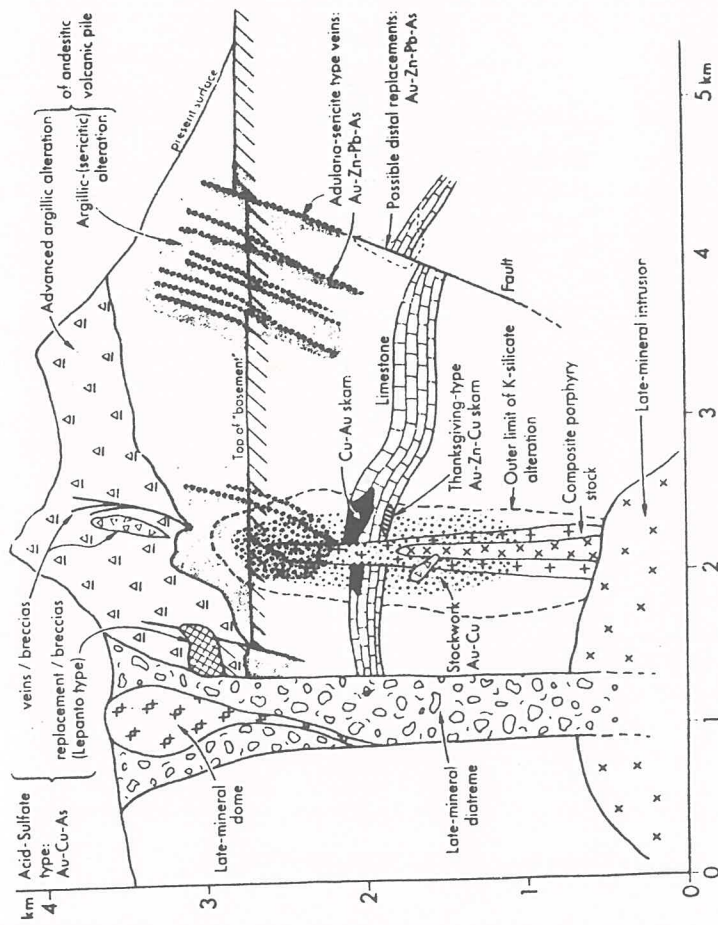 km
4
3
2
1
0
0
1
2
3
4
5 km
Acid-Sulfate
type:
Au-Cu-As
veins / breccias
replacement / breccias
(Lepanto type)
Advanced argillic alteration
Argillic-(sericitic)
alteration
of andesitic
volcanic pile
present surface
Late-mineral
dome
Top of "basement"
Adularia-sericite type veins:
Au-Zn-Pb-As
Possible distal replacements:
Au-Zn-Pb-As
Cu-Au skarn
Limestone
Fault
Thanksgiving-type
Au-Zn-Cu skarn
Outer limit of K-silicate
alteration
Stockwork
Au-Cu
Composite porphyry
stock
Late-mineral
diatreme
Late-mineral intrusion